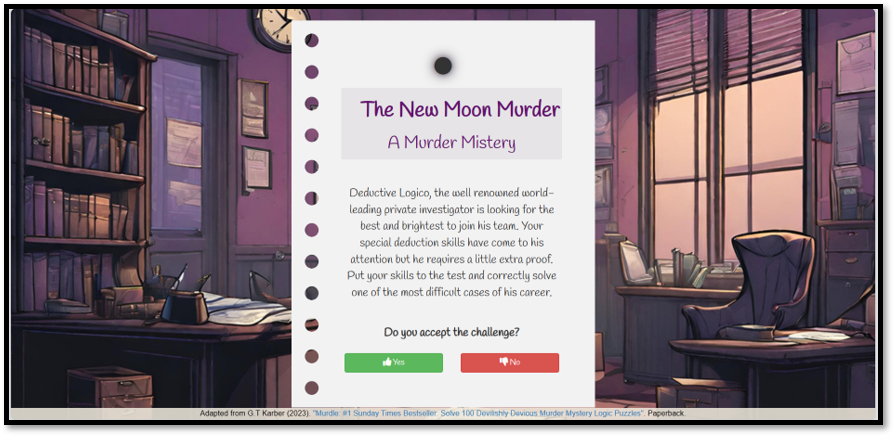 The New Moon Murder
A Murder Mistery
Deductive Logico, the well renowned world-
leading private investigator is looking for the
best and brightest to join his team. Your
special deduction skills have come to his
attention but he requires a little extra proof.
Put your skills to the test and correctly solve
one of the most difficult cases of his career.
Do you accept the challenge?
Yes
No
Adapted from G.T Karber (2023). "Murdle: #1 Sunday Times Bestseller: Solve 100 Devilishly Devious Murder Mystery Logic Puzzles". Paperback.